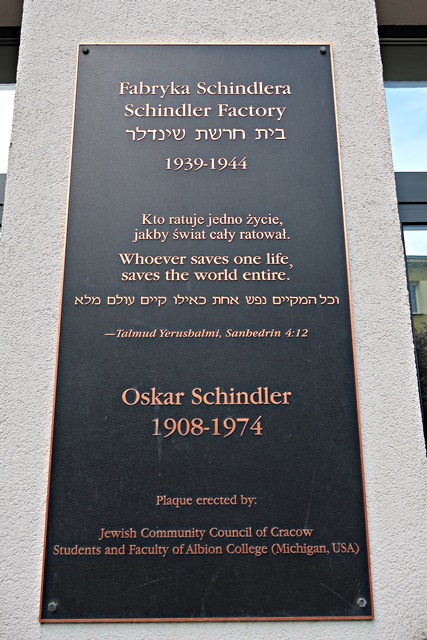 Fabryka Schindlera
Schindler Factory
בית חרשת שינדלר
1939-1944
Kto ratuje jedno życie,
jakby świat cały ratował.
Whoever saves one life,
saves the world entire.
וכל המקיים נפש אחת כאילו קיים עולם מלא
—Talmud Yerushalmi, Sanhedrin 4:12
Oskar Schindler
1908-1974
Plaque erected by:
Jewish Community Council of Cracow
Students and Faculty of Albion College (Michigan, USA)